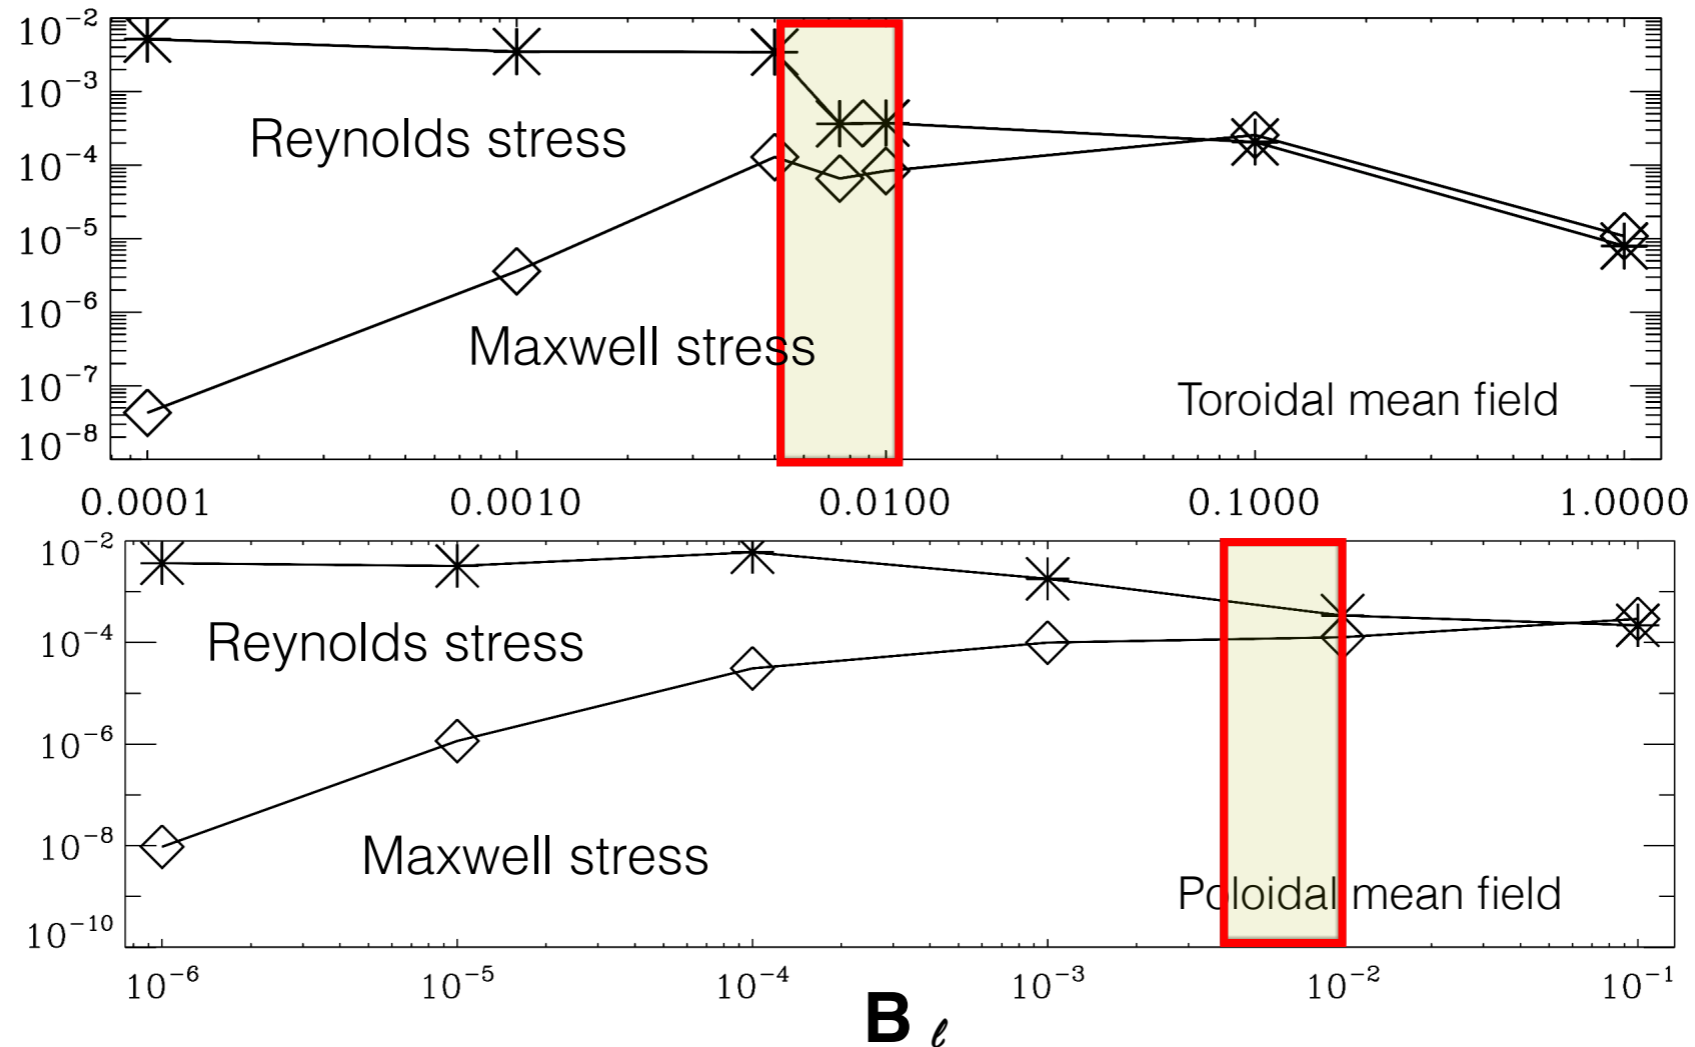 10⁻²
10⁻³
Reynolds stress
10⁻⁴
10⁻⁵
10⁻⁶
Maxwell stress
10⁻⁷
Toroidal mean field
10⁻⁸
0.0001 0.0010 0.0100 0.1000 1.0000
10⁻²
Reynolds stress
10⁻⁴
10⁻⁶
10⁻⁸
Maxwell stress
Poloidal mean field
10⁻¹⁰
10⁻⁶ 10⁻⁵ 10⁻⁴ 10⁻³ 10⁻² 10⁻¹
B ℓ